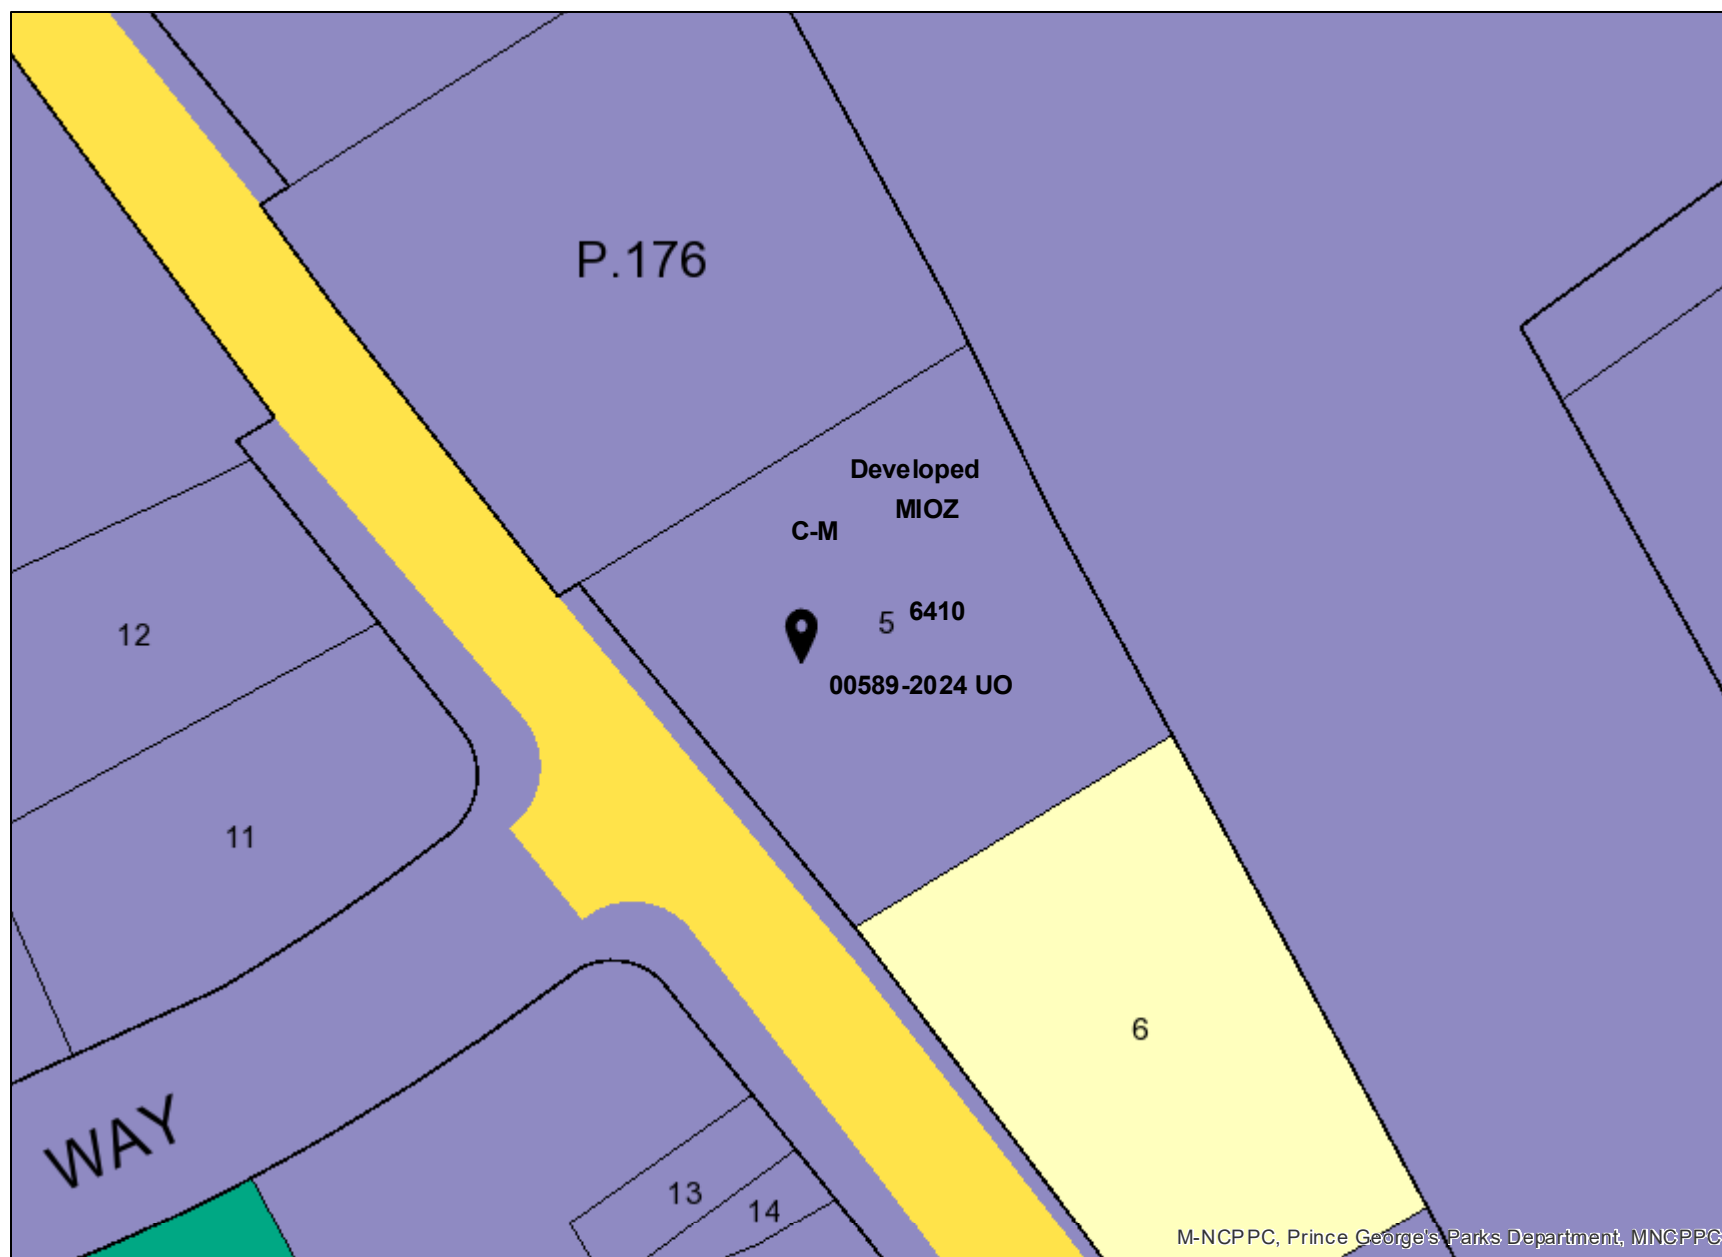 P.176
Developed
MIOZ
C-M
5 6410
00589-2024 UO
12
11
6
WAY
13
14
M-NCPPC, Prince George's Parks Department, MNCPPC